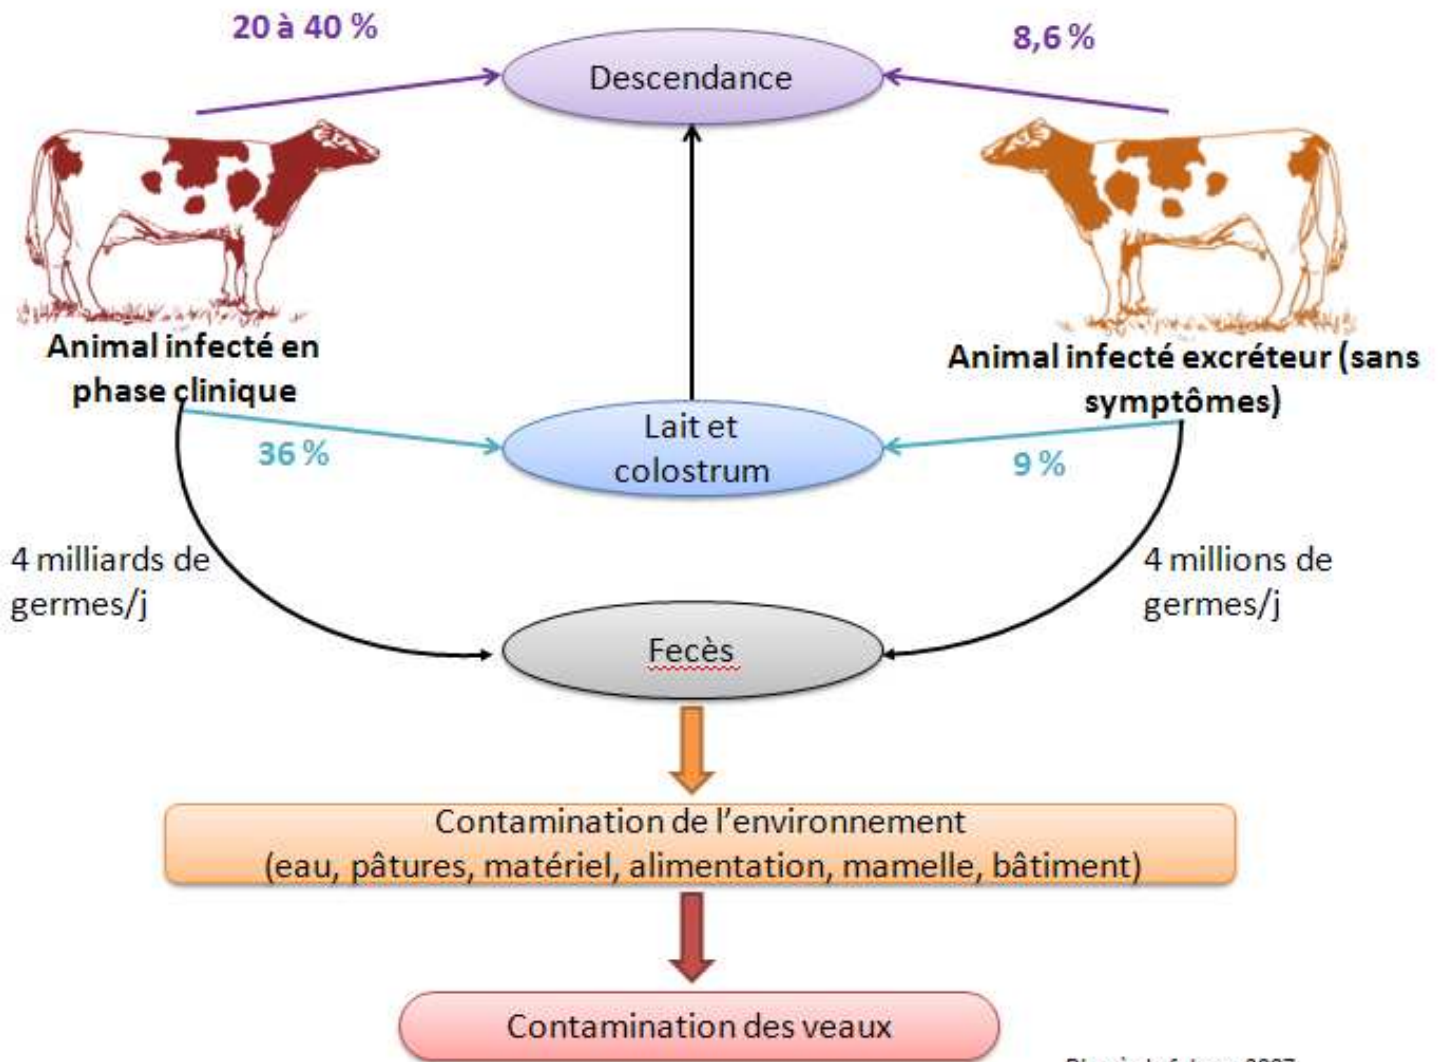 20 à 40 %
8,6 %
Descendance
Animal infecté en
phase clinique
Animal infecté excréteur (sans
symptômes)
Lait et
colostrum
36 %
9 %
4 milliards de
germes/j
4 millions de
germes/j
Fecès
Contamination de l'environnement
(eau, pâtures, matériel, alimentation, mamelle, bâtiment)
Contamination des veaux